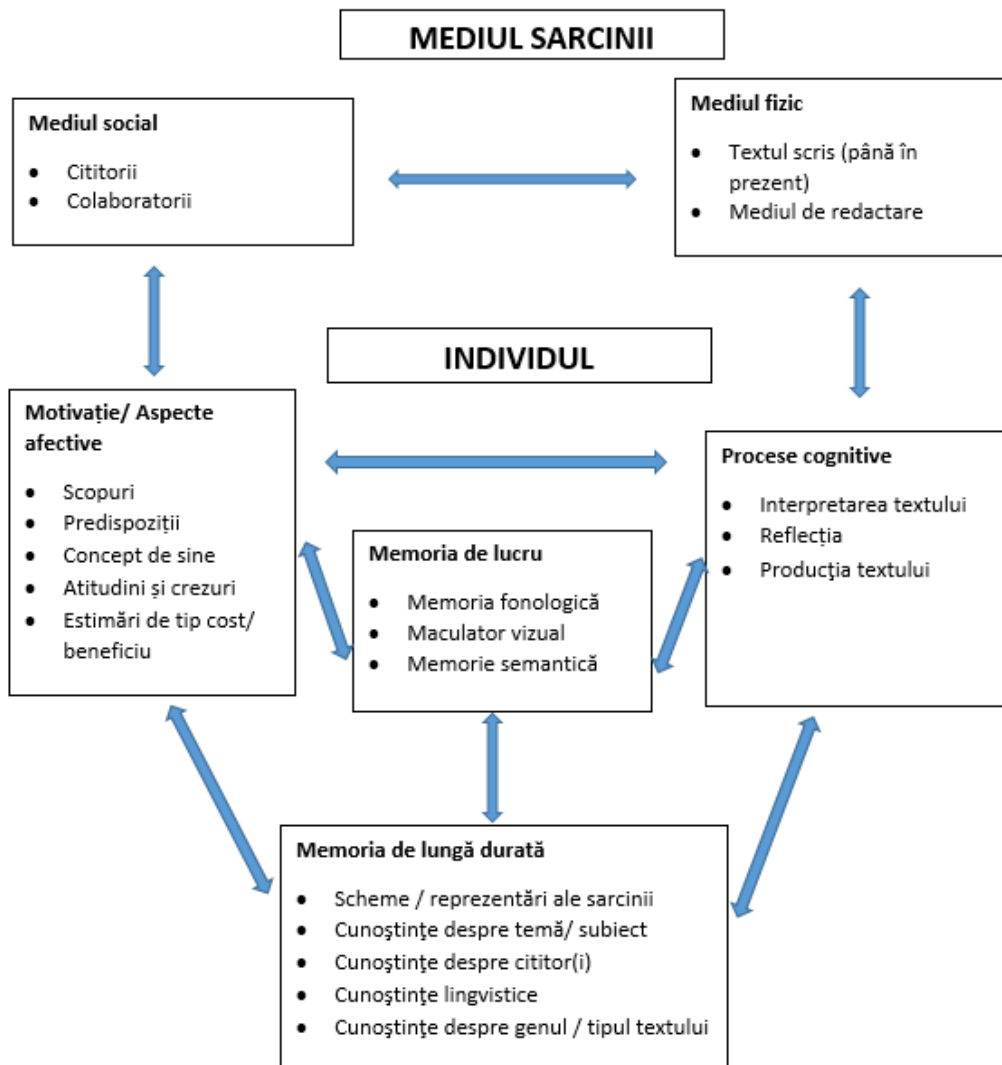 MEDIUL SARCINII
Mediul social
• Cititorii
• Colaboratorii
Mediul fizic
• Textul scris (până în
prezent)
• Mediul de redactare
INDIVIDUL
Motivație/ Aspecte
afective
• Scopuri
• Predispoziții
• Concept de sine
• Atitudini și crezuri
• Estimări de tip cost/
beneficiu
Memoria de lucru
• Memoria fonologică
• Maculator vizual
• Memorie semantică
Procese cognitive
• Interpretarea textului
• Reflecția
• Producţia textului
Memoria de lungă durată
• Scheme / reprezentări ale sarcinii
• Cunoştinţe despre temă/ subiect
• Cunoştinţe despre cititor(i)
• Cunoştinţe lingvistice
• Cunoştinţe despre genul / tipul textului